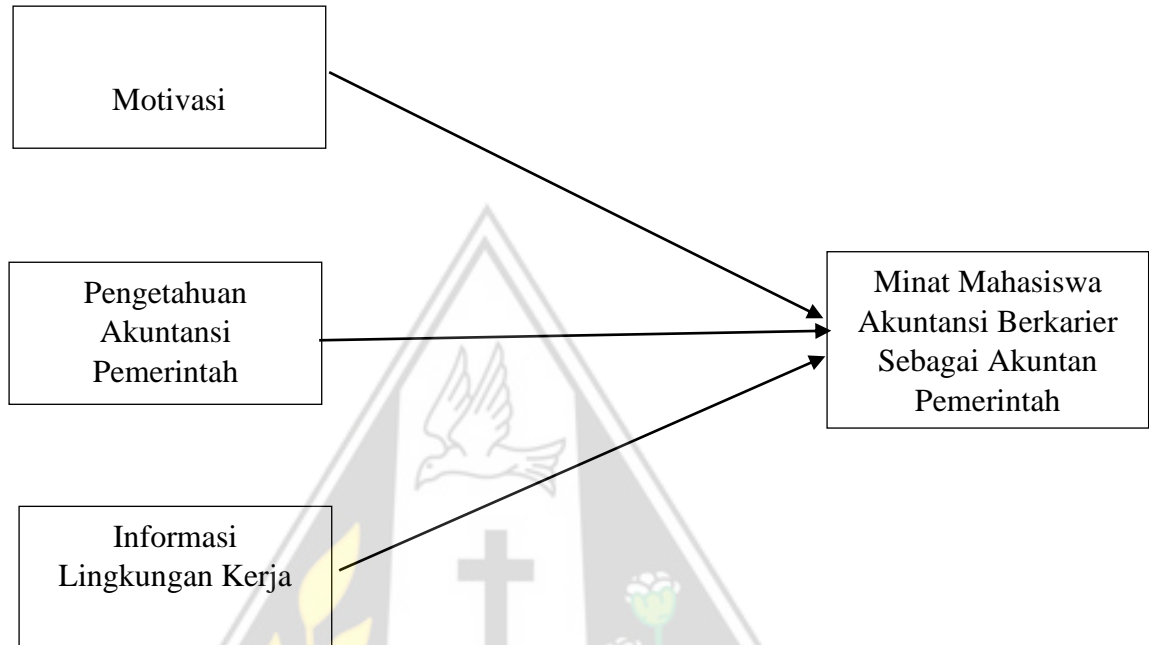 Motivasi
Pengetahuan
Akuntansi
Pemerintah
Informasi
Lingkungan Kerja
Minat Mahasiswa
Akuntansi Berkarier
Sebagai Akuntan
Pemerintah